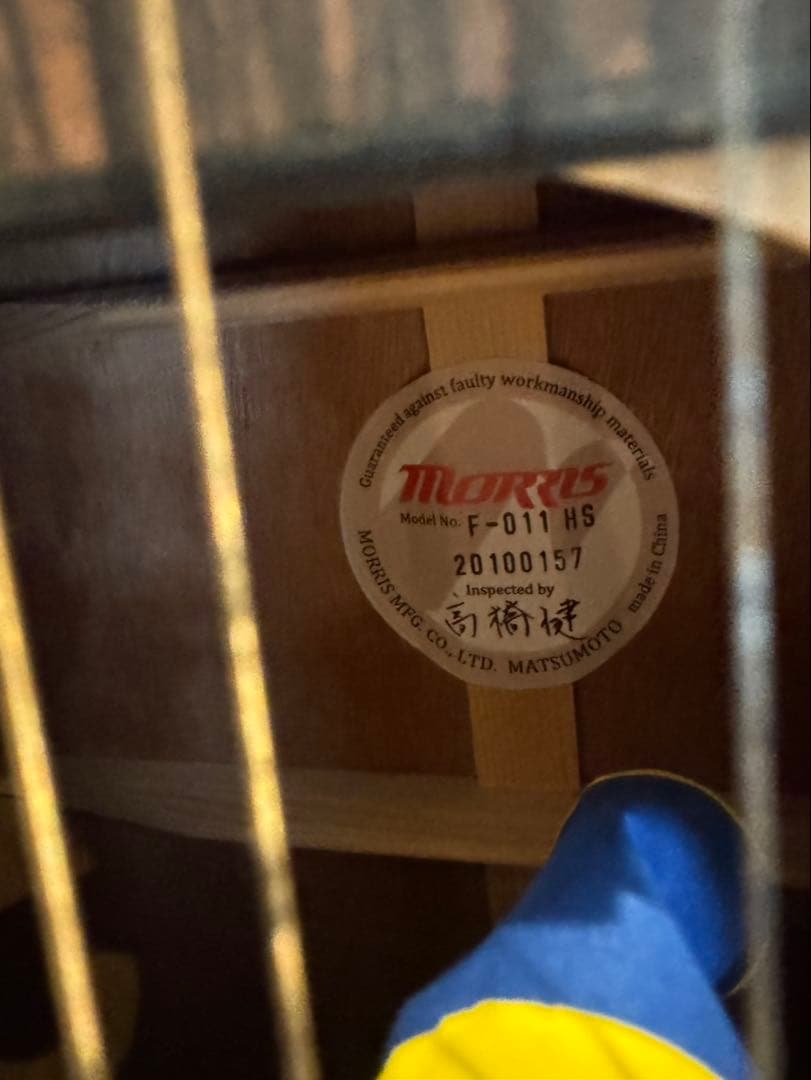 Guaranteed against faulty workmanship materials
MORRIS
Model No. F-011 HS
20100157
Inspected by
高橋健
MORRIS MFG. CO., LTD. MATSUMOTO made in China